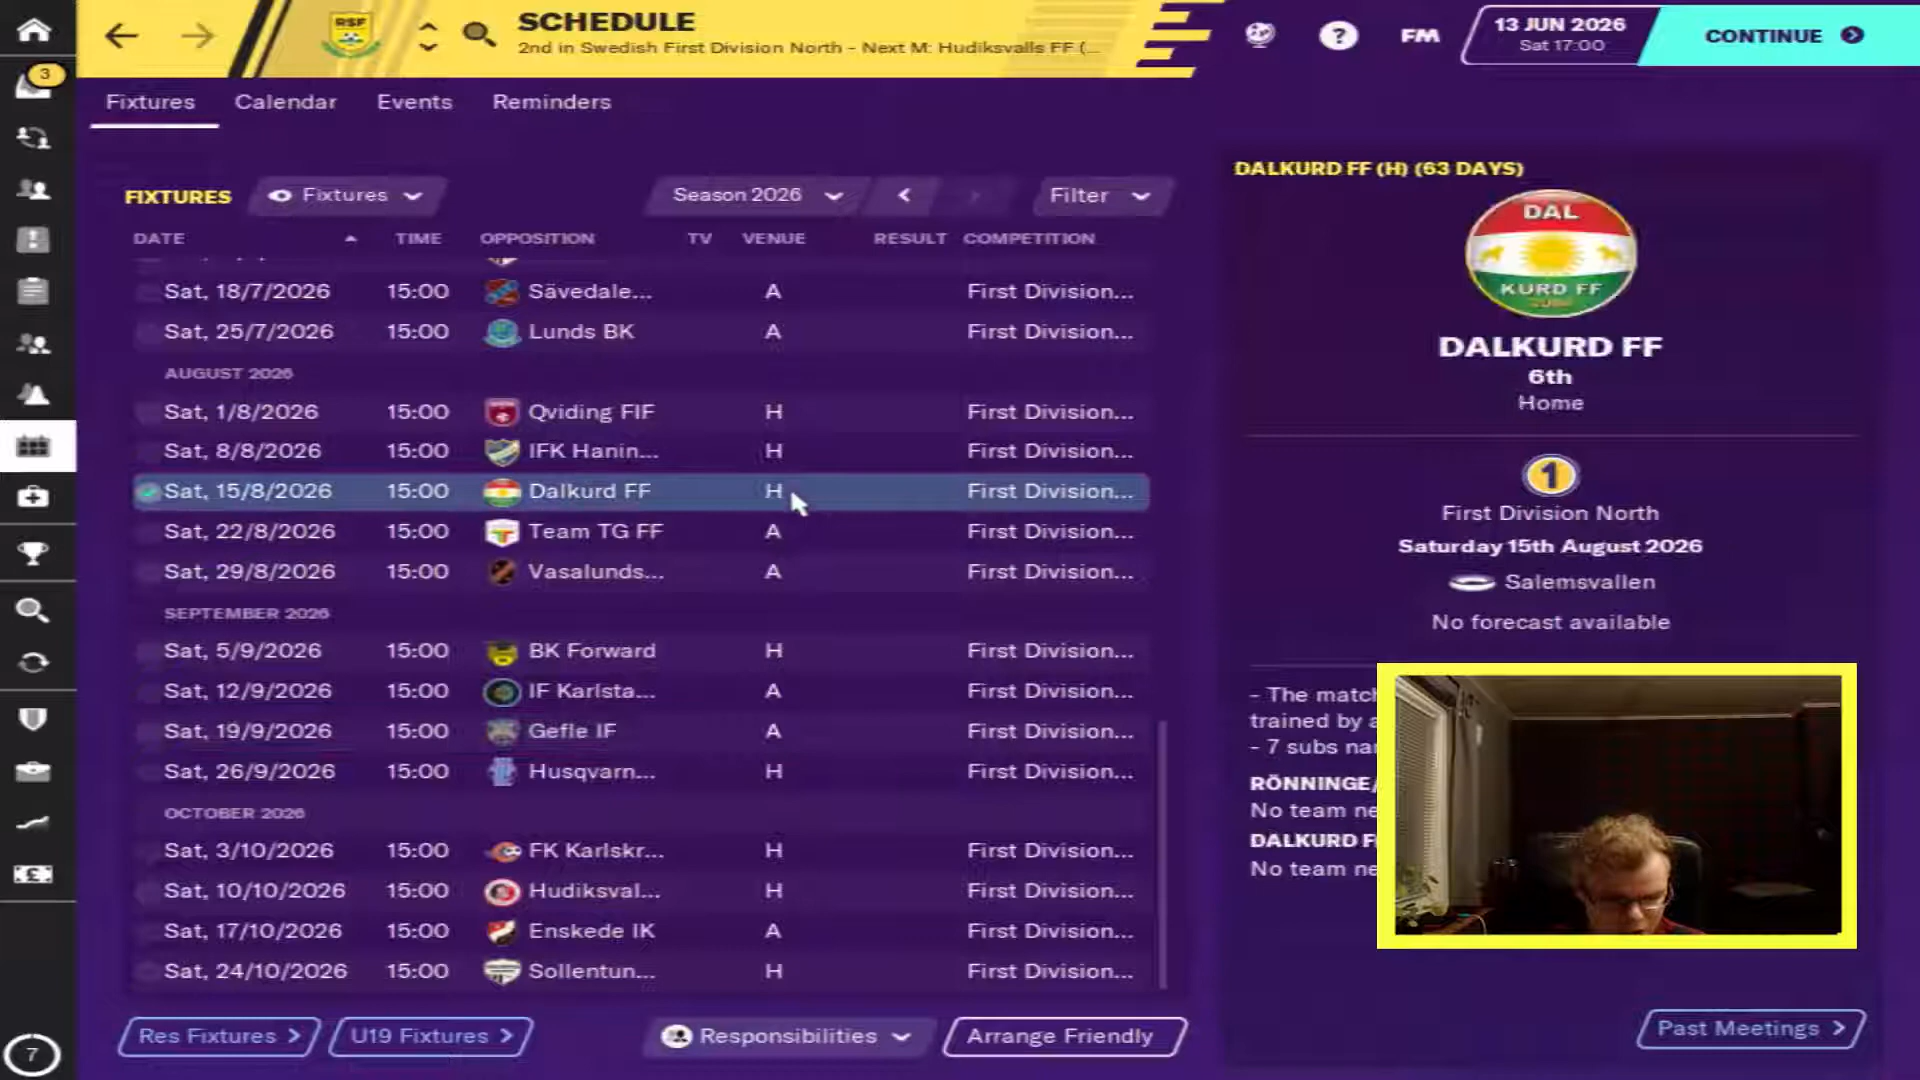 3
RSF
SCHEDULE
2nd in Swedish First Division North - Next M: Hudiksvalls FF (...
FM
13 JUN 2026
Sat 17:00
CONTINUE
Fixtures Calendar Events Reminders
FIXTURES Fixtures Season 2026 Filter
DATE TIME OPPOSITION TV VENUE RESULT COMPETITION
Sat, 18/7/2026 15:00 Sävedale... A First Division...
Sat, 25/7/2026 15:00 Lunds BK A First Division...
AUGUST 2026
Sat, 1/8/2026 15:00 Qviding FIF H First Division...
Sat, 8/8/2026 15:00 IFK Hanin... H First Division...
Sat, 15/8/2026 15:00 Dalkurd FF H First Division...
Sat, 22/8/2026 15:00 Team TG FF A First Division...
Sat, 29/8/2026 15:00 Vasalunds... A First Division...
SEPTEMBER 2026
Sat, 5/9/2026 15:00 BK Forward H First Division...
Sat, 12/9/2026 15:00 IF Karlsta... A First Division...
Sat, 19/9/2026 15:00 Gefle IF A First Division...
Sat, 26/9/2026 15:00 Husqvarn... H First Division...
OCTOBER 2026
Sat, 3/10/2026 15:00 FK Karlskr... H First Division...
Sat, 10/10/2026 15:00 Hudiksval... H First Division...
Sat, 17/10/2026 15:00 Enskede IK A First Division...
Sat, 24/10/2026 15:00 Sollentun... H First Division...
Res Fixtures U19 Fixtures Responsibilities Arrange Friendly
7
DALKURD FF (H) (63 DAYS)
DAL
KURD FF
DALKURD FF
6th
Home
1
First Division North
Saturday 15th August 2026
Salemsvallen
No forecast available
- The match
trained by
- 7 subs
RÖNNINGE/
No team
DALKURD
No team
Past Meetings